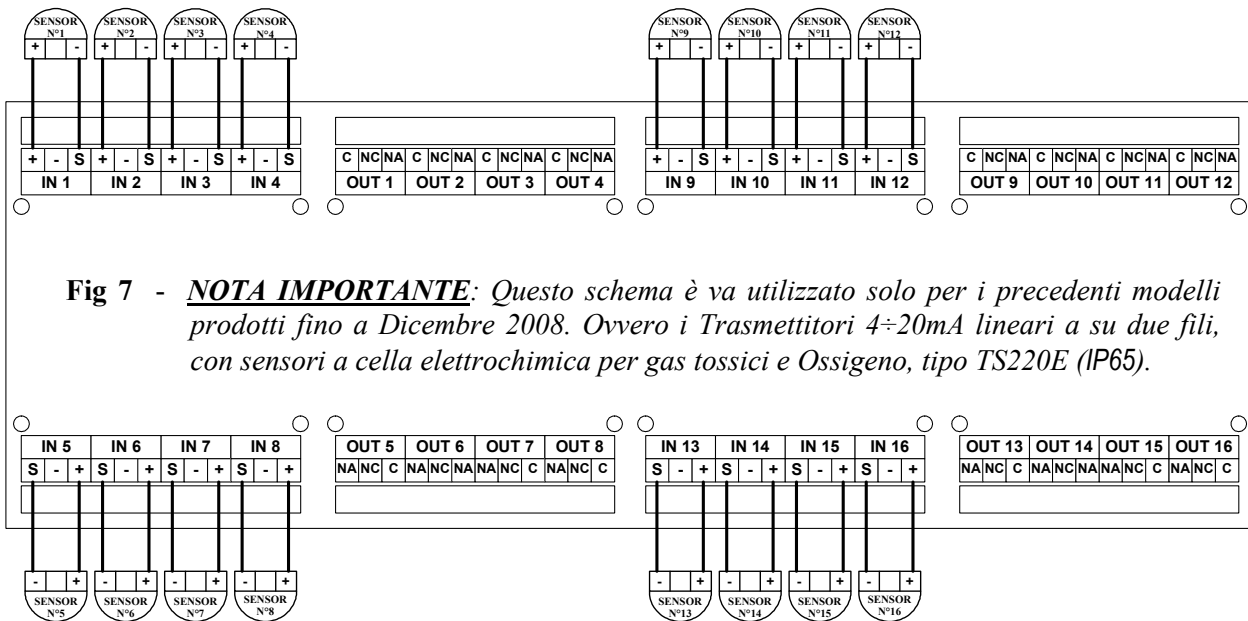 SENSOR SENSOR SENSOR SENSOR SENSOR SENSOR SENSOR SENSOR
N°1 N°2 N°3 N°4 N°9 N°10 N°11 N°12
+ - + - + - + - + - + - + - + -
+ - S + - S + - S + - S C NC NA C NC NA C NC NA C NC NA + - S + - S + - S + - S C NC NA C NC NA C NC NA C NC NA
IN 1 IN 2 IN 3 IN 4 OUT 1 OUT 2 OUT 3 OUT 4 IN 9 IN 10 IN 11 IN 12 OUT 9 OUT 10 OUT 11 OUT 12
Fig 7 - NOTA IMPORTANTE: Questo schema è va utilizzato solo per i precedenti modelli
prodotti fino a Dicembre 2008. Ovvero i Trasmettitori 4÷20mA lineari a su due fili,
con sensori a cella elettrochimica per gas tossici e Ossigeno, tipo TS220E (IP65).
IN 5 IN 6 IN 7 IN 8 OUT 5 OUT 6 OUT 7 OUT 8 IN 13 IN 14 IN 15 IN 16 OUT 13 OUT 14 OUT 15 OUT 16
S - + S - + S - + S - + NA NC C NA NC NA NA NC C NA NC C S - + S - + S - + S - + NA NC C NA NC NA NA NC C NA NC C
- + - + - + - + - + - + - + - +
SENSOR SENSOR SENSOR SENSOR SENSOR SENSOR SENSOR SENSOR
N°5 N°6 N°7 N°8 N°13 N°14 N°15 N°16